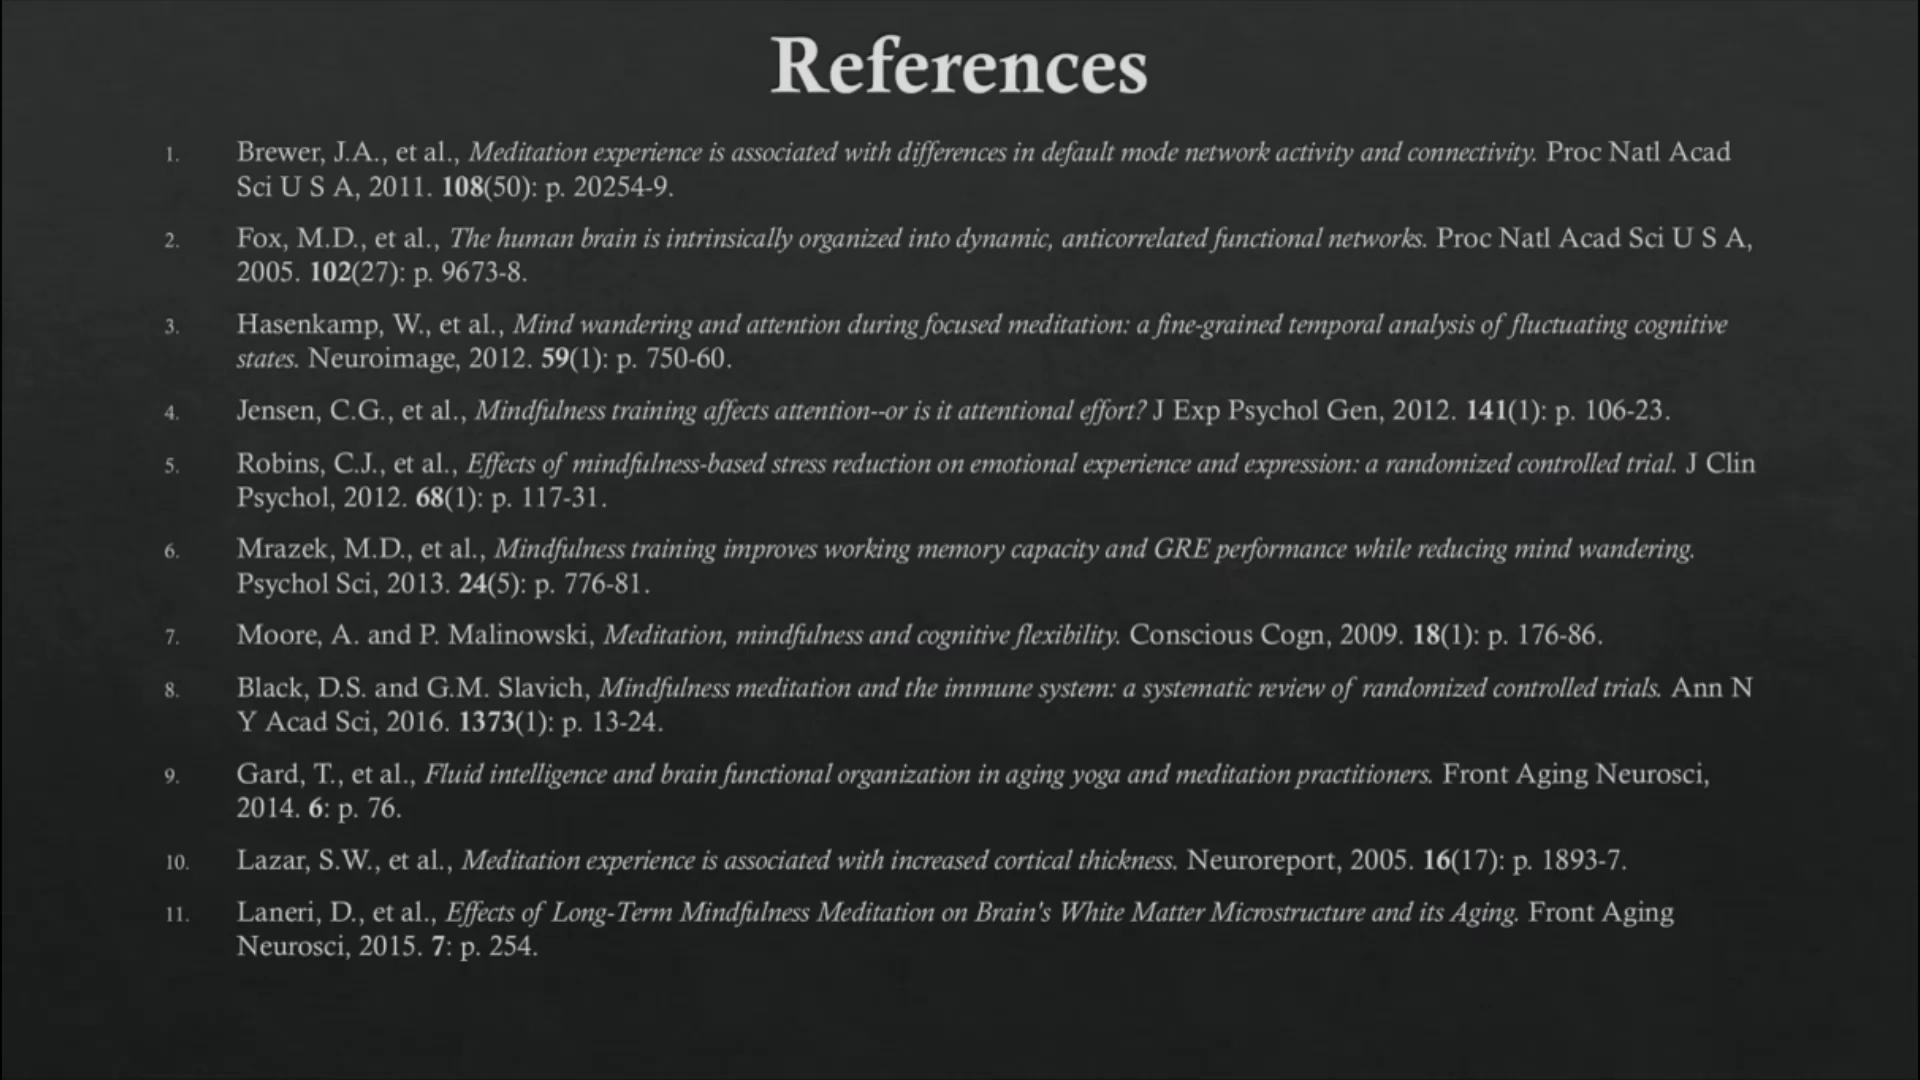 References
1. Brewer, J.A., et al., Meditation experience is associated with differences in default mode network activity and connectivity. Proc Natl Acad
Sci U S A, 2011. 108(50): p. 20254-9.
2. Fox, M.D., et al., The human brain is intrinsically organized into dynamic, anticorrelated functional networks. Proc Natl Acad Sci U S A,
2005. 102(27): p. 9673-8.
3. Hasenkamp, W., et al., Mind wandering and attention during focused meditation: a fine-grained temporal analysis of fluctuating cognitive
states. Neuroimage, 2012. 59(1): p. 750-60.
4. Jensen, C.G., et al., Mindfulness training affects attention--or is it attentional effort? J Exp Psychol Gen, 2012. 141(1): p. 106-23.
5. Robins, C.J., et al., Effects of mindfulness-based stress reduction on emotional experience and expression: a randomized controlled trial. J Clin
Psychol, 2012. 68(1): p. 117-31.
6. Mrazek, M.D., et al., Mindfulness training improves working memory capacity and GRE performance while reducing mind wandering.
Psychol Sci, 2013. 24(5): p. 776-81.
7. Moore, A. and P. Malinowski, Meditation, mindfulness and cognitive flexibility. Conscious Cogn, 2009. 18(1): p. 176-86.
8. Black, D.S. and G.M. Slavich, Mindfulness meditation and the immune system: a systematic review of randomized controlled trials. Ann N
Y Acad Sci, 2016. 1373(1): p. 13-24.
9. Gard, T., et al., Fluid intelligence and brain functional organization in aging yoga and meditation practitioners. Front Aging Neurosci,
2014. 6: p. 76.
10. Lazar, S.W., et al., Meditation experience is associated with increased cortical thickness. Neuroreport, 2005. 16(17): p. 1893-7.
11. Laneri, D., et al., Effects of Long-Term Mindfulness Meditation on Brain's White Matter Microstructure and its Aging. Front Aging
Neurosci, 2015. 7: p. 254.